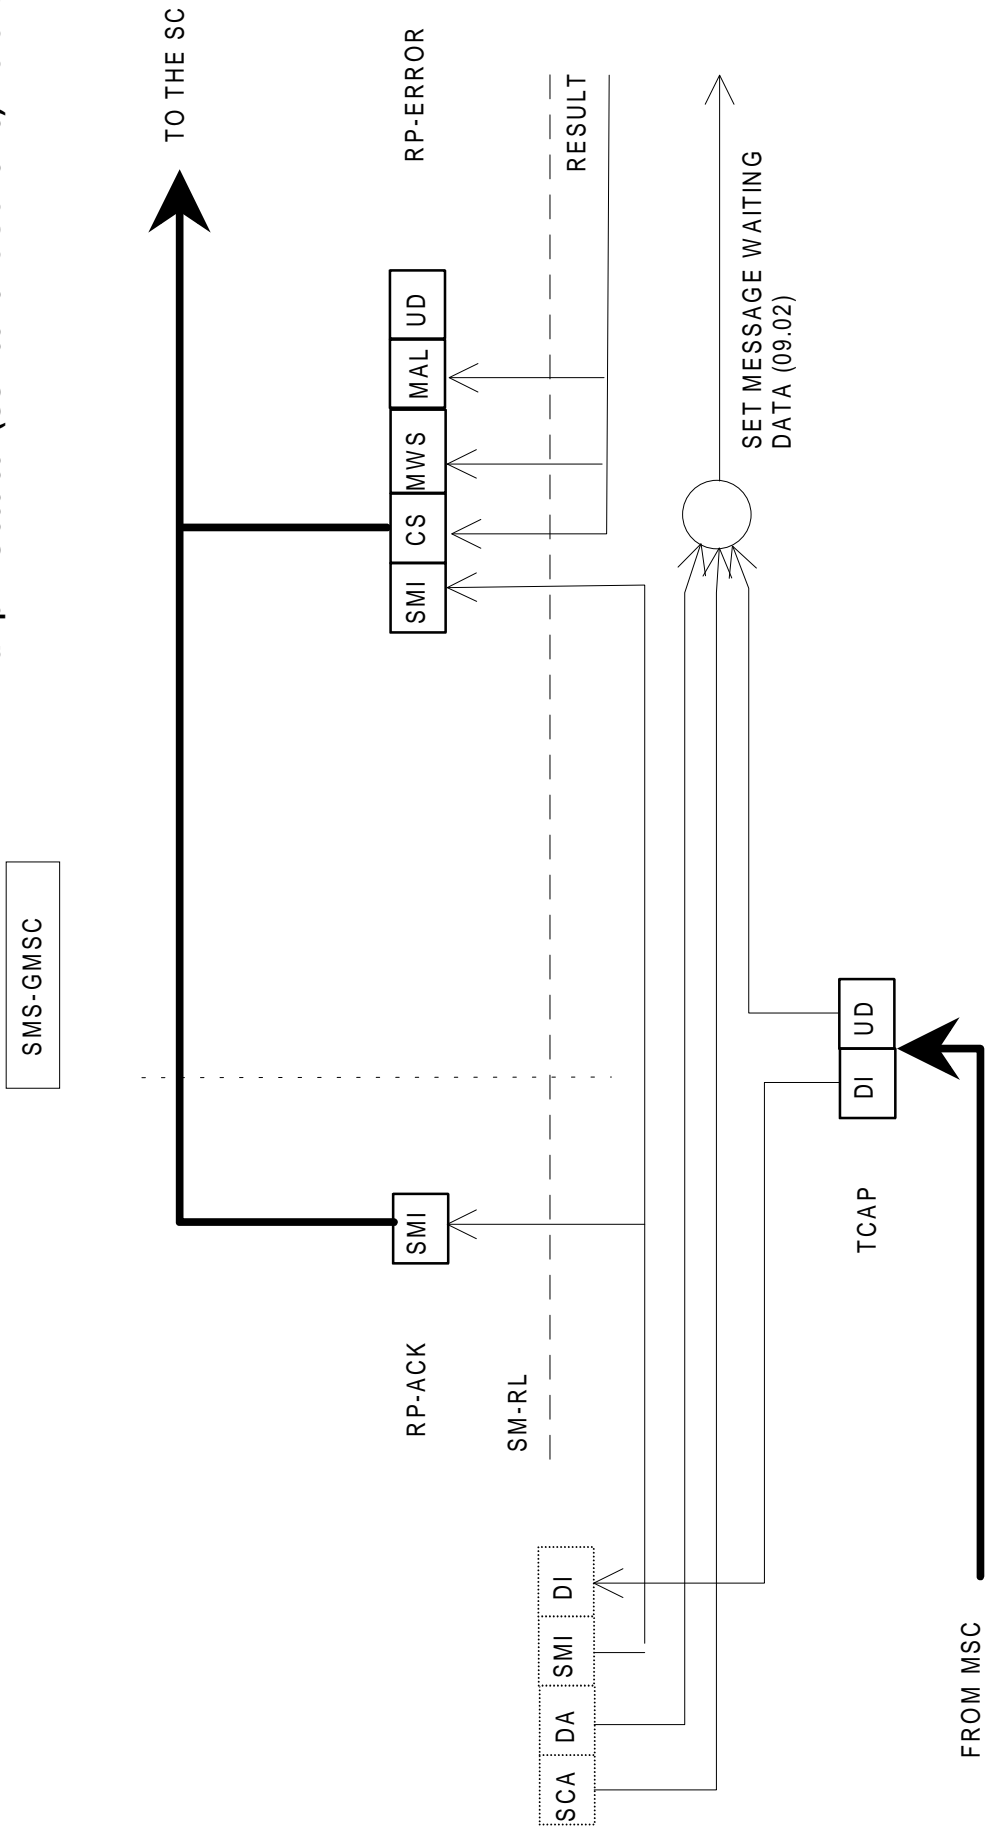 SMS-GMSC
TO THE SC
RP-ACK
SMI
SMI
CS
MWS
MAL
UD
RP-ERROR
SM-RL
RESULT
SCA
DA
SMI
DI
SET MESSAGE WAITING
DATA (09.02)
TCAP
DI
UD
FROM MSC